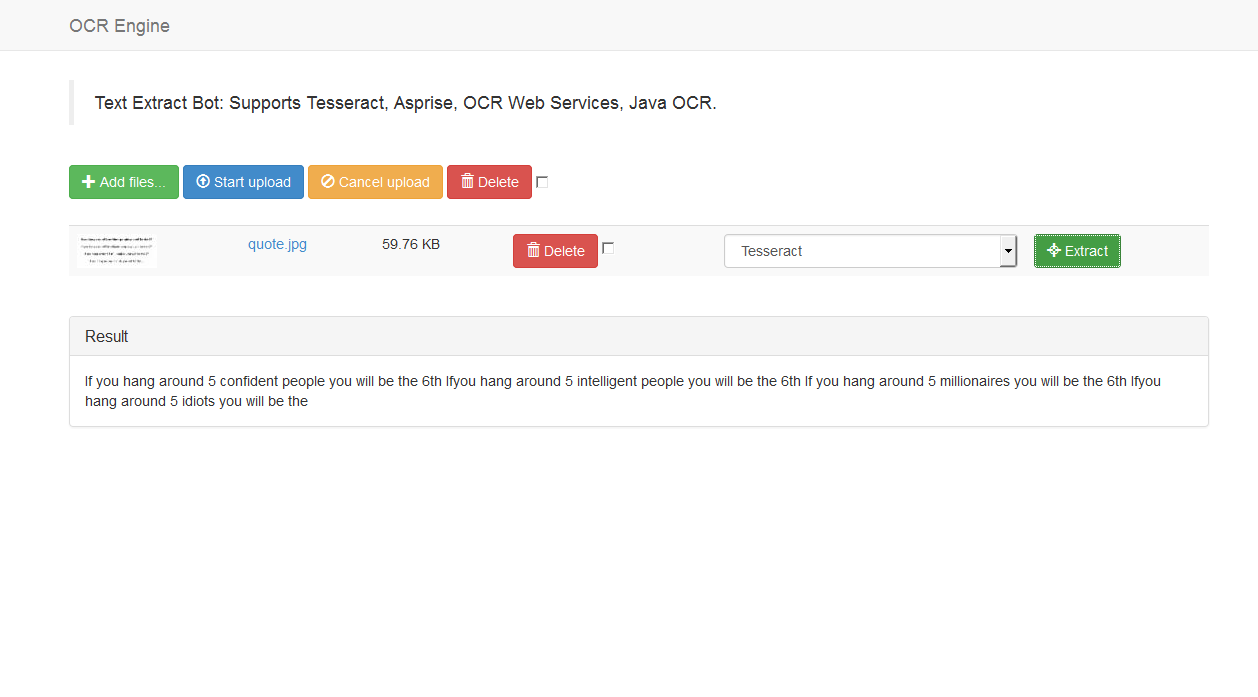 OCR Engine
Text Extract Bot: Supports Tesseract, Asprise, OCR Web Services, Java OCR.
Add files... Start upload Cancel upload Delete
quote.jpg 59.76 KB Delete Tesseract Extract
Result
If you hang around 5 confident people you will be the 6th Ifyou hang around 5 intelligent people you will be the 6th If you hang around 5 millionaires you will be the 6th Ifyou
hang around 5 idiots you will be the